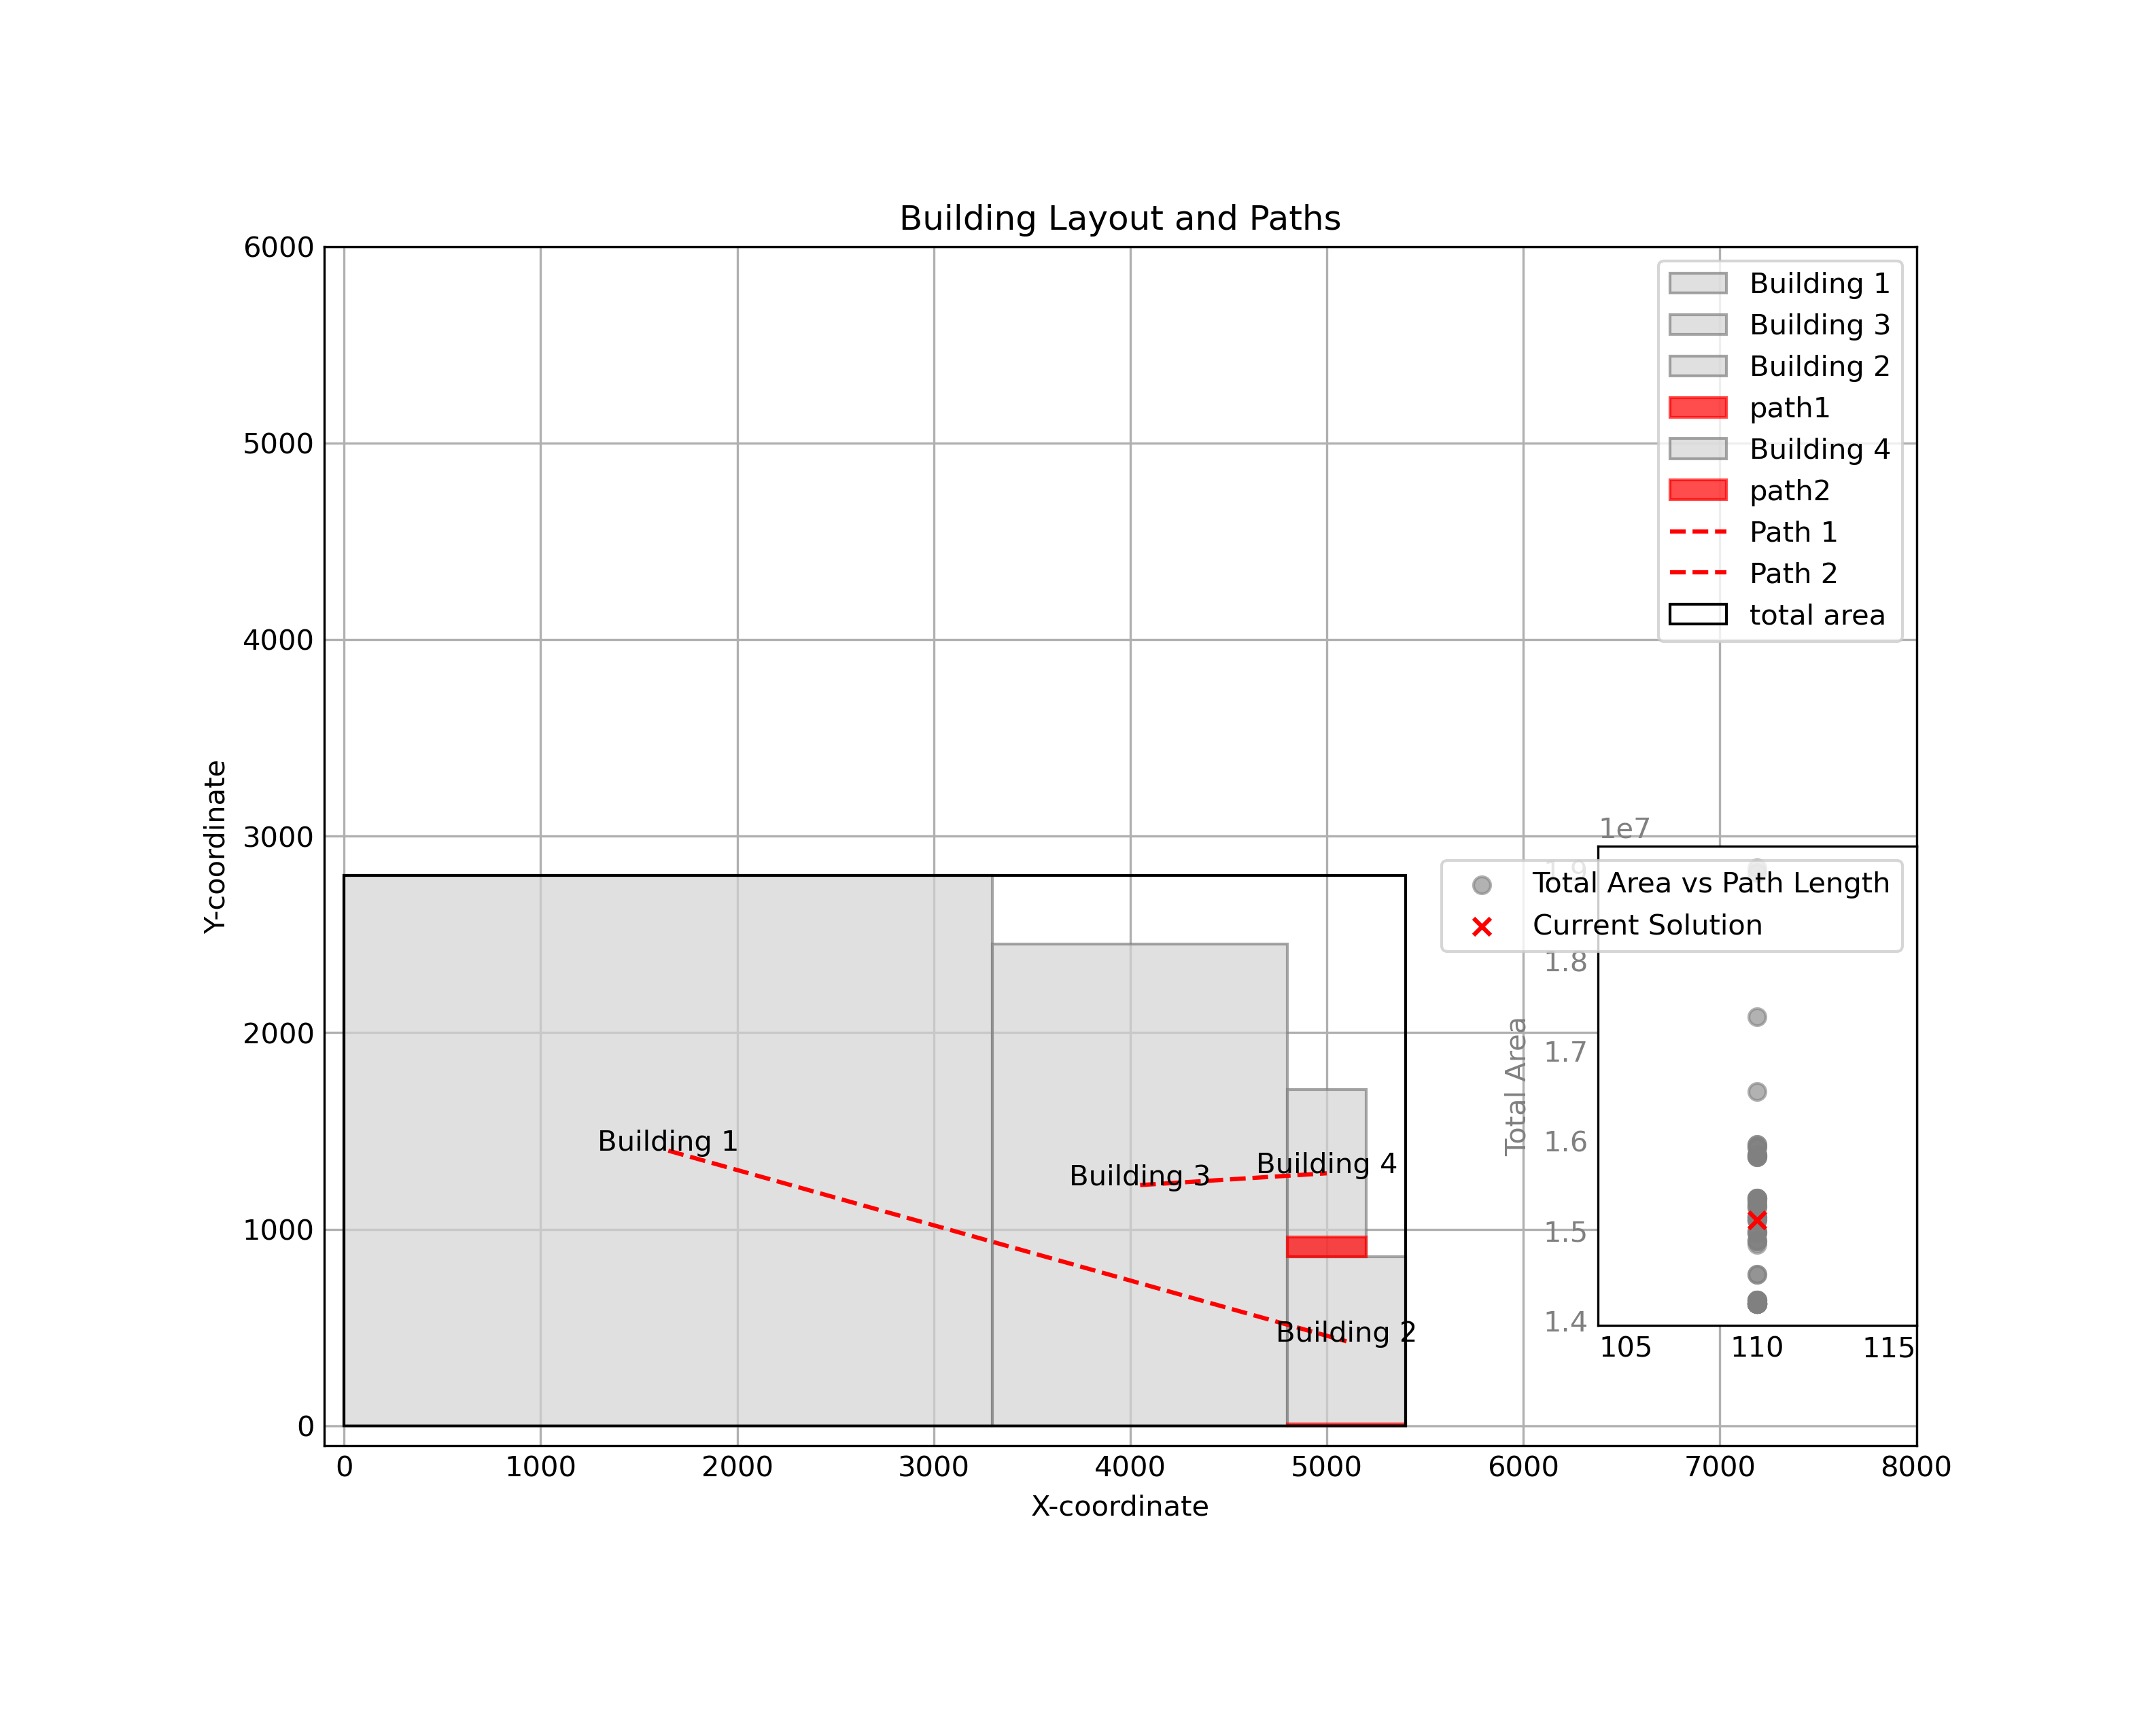 Building Layout and Paths
6000
5000
4000
3000
2000
1000
0
Y-coordinate
0
1000
2000
3000
4000
5000
6000
7000
8000
X-coordinate
Building 1
Building 3
Building 2
path1
Building 4
path2
Path 1
Path 2
total area
Building 1
Building 3
Building 4
Building 2
1e7
Total Area vs Path Length
Current Solution
1.9
1.8
1.7
1.6
1.5
1.4
Total Area
105
110
115